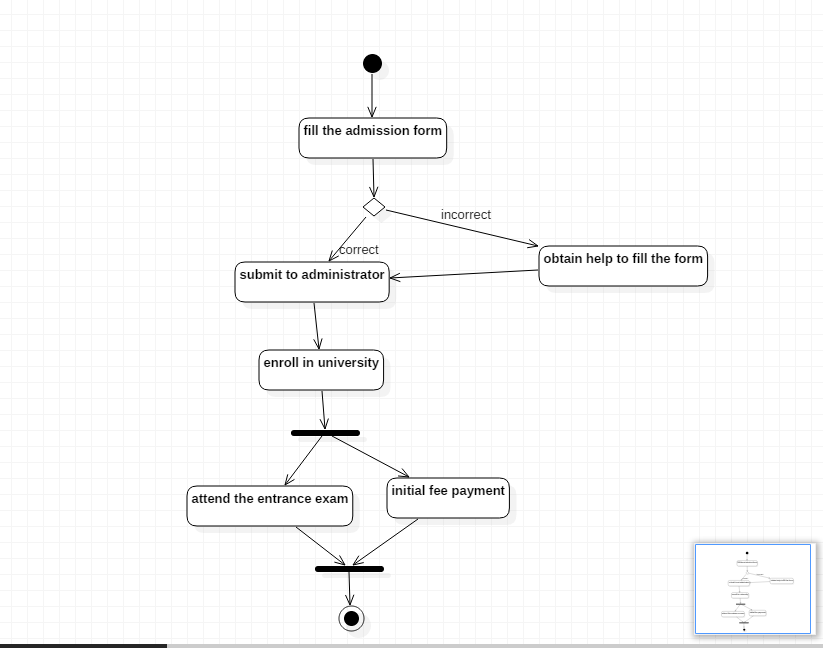 fill the admission form
incorrect
correct
obtain help to fill the form
submit to administrator
enroll in university
initial fee payment
attend the entrance exam